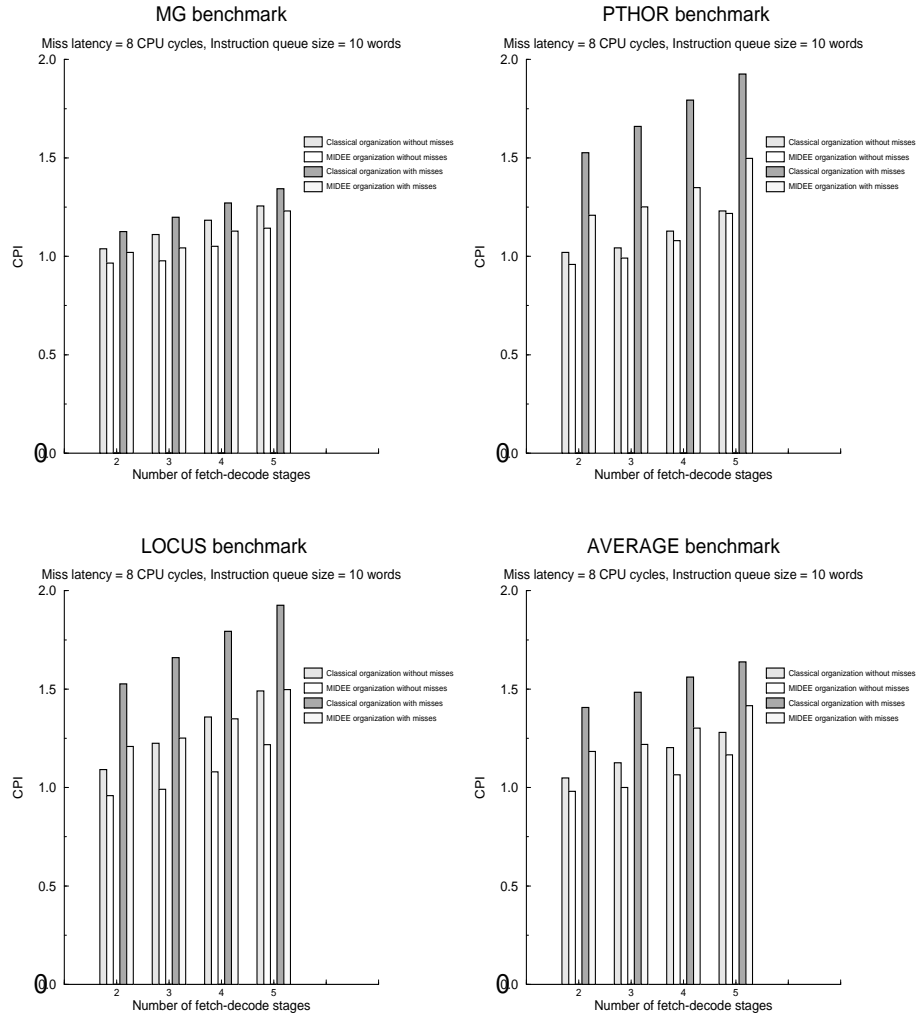 MG benchmark
Miss latency = 8 CPU cycles, Instruction queue size = 10 words
2.0
1.5
1.0
0.5
0.0
0
CPI
Classical organization without misses
MIDEE organization without misses
Classical organization with misses
MIDEE organization with misses
2 3 4 5
Number of fetch-decode stages
PTHOR benchmark
Miss latency = 8 CPU cycles, Instruction queue size = 10 words
2.0
1.5
1.0
0.5
0.0
0
CPI
Classical organization without misses
MIDEE organization without misses
Classical organization with misses
MIDEE organization with misses
2 3 4 5
Number of fetch-decode stages
LOCUS benchmark
Miss latency = 8 CPU cycles, Instruction queue size = 10 words
2.0
1.5
1.0
0.5
0.0
0
CPI
Classical organization without misses
MIDEE organization without misses
Classical organization with misses
MIDEE organization with misses
2 3 4 5
Number of fetch-decode stages
AVERAGE benchmark
Miss latency = 8 CPU cycles, Instruction queue size = 10 words
2.0
1.5
1.0
0.5
0.0
0
CPI
Classical organization without misses
MIDEE organization without misses
Classical organization with misses
MIDEE organization with misses
2 3 4 5
Number of fetch-decode stages